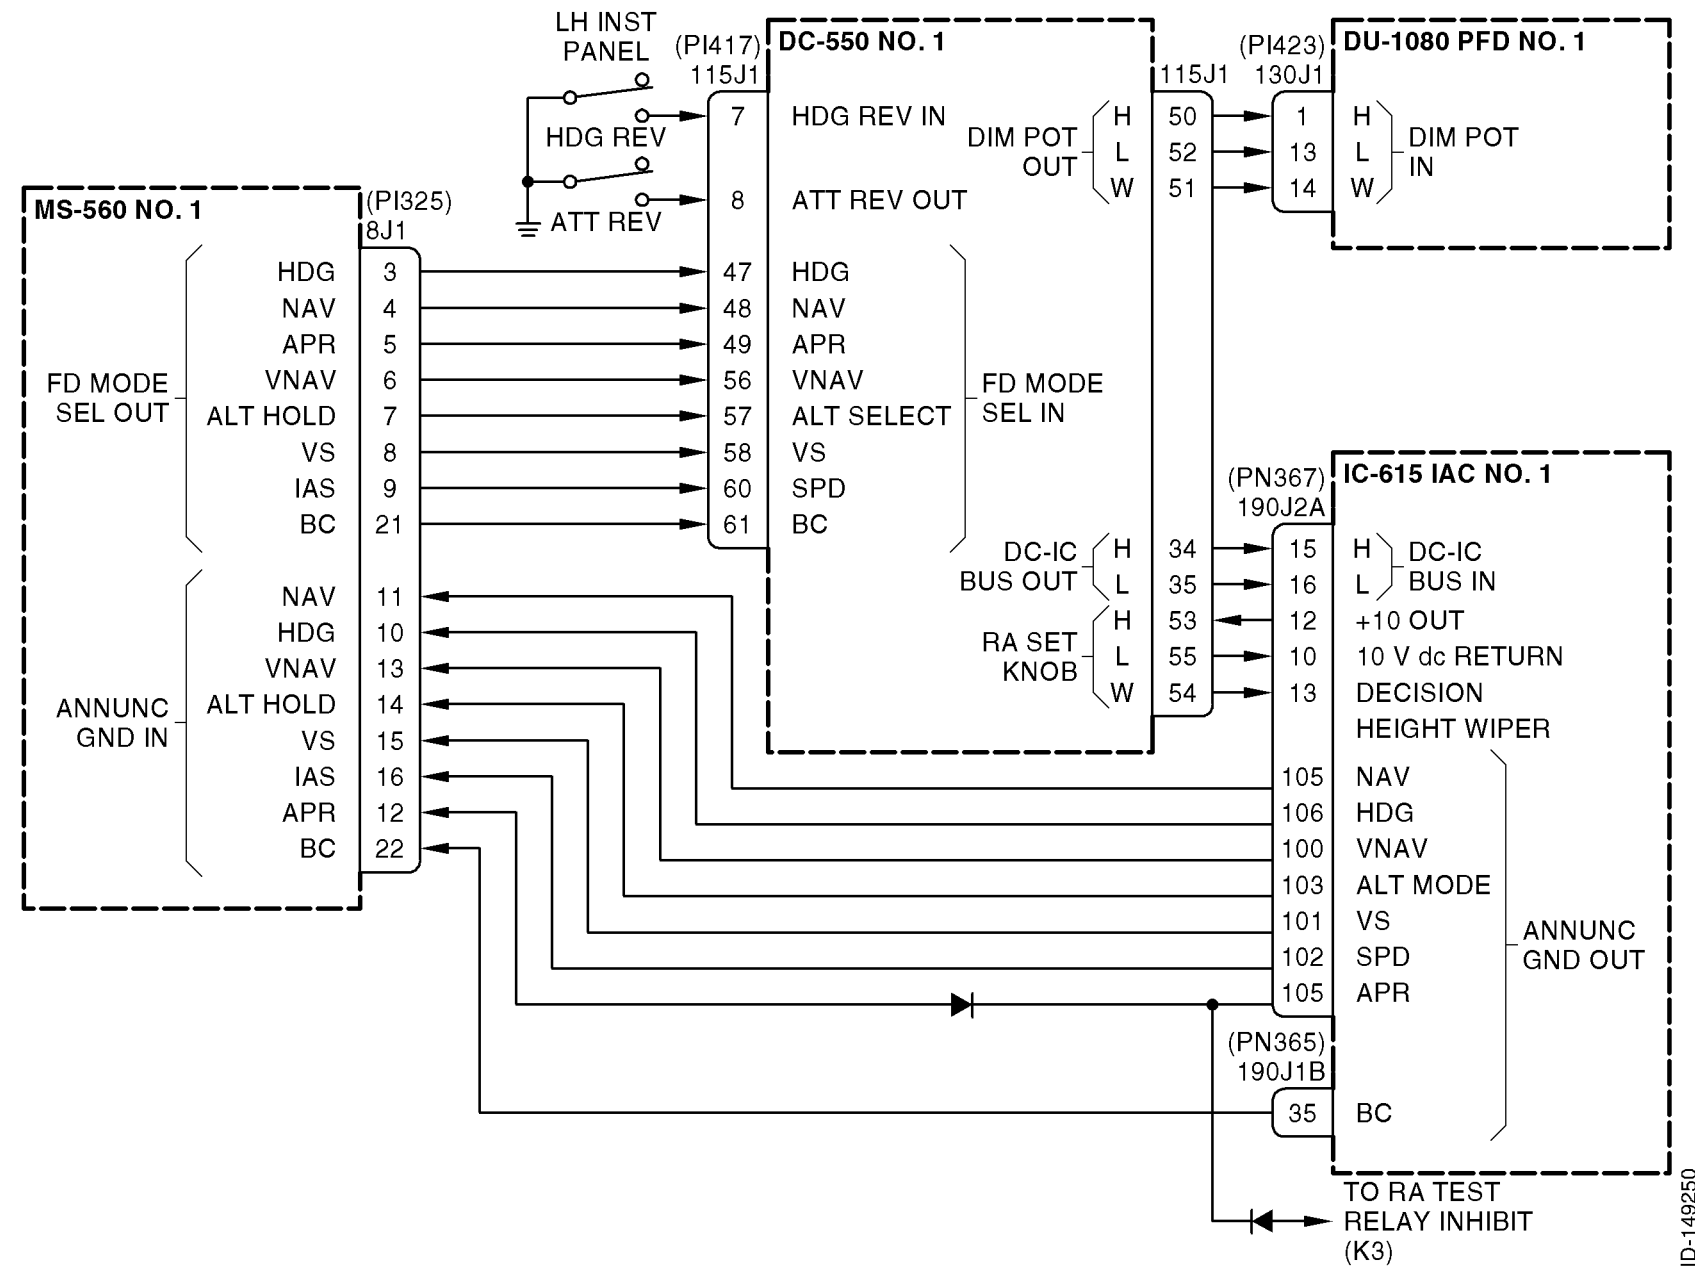 LH INST
PANEL
HDG REV
ATT REV
(PI417)
115J1
DC-550 NO. 1
7 HDG REV IN
8 ATT REV OUT
47 HDG
48 NAV
49 APR
56 VNAV
57 ALT SELECT
58 VS
60 SPD
61 BC
FD MODE
SEL IN
115J1
DIM POT
OUT
H 50
L 52
W 51
DC-IC
BUS OUT
H 34
L 35
RA SET
KNOB
H 53
L 55
W 54
(PI423)
130J1
DU-1080 PFD NO. 1
1 H
13 L
14 W
DIM POT
IN
MS-560 NO. 1
(PI325)
8J1
FD MODE
SEL OUT
HDG 3
NAV 4
APR 5
VNAV 6
ALT HOLD 7
VS 8
IAS 9
BC 21
ANNUNC
GND IN
NAV 11
HDG 10
VNAV 13
ALT HOLD 14
VS 15
IAS 16
APR 12
BC 22
(PN367)
190J2A
IC-615 IAC NO. 1
15 H
16 L
DC-IC
BUS IN
12 +10 OUT
10 10 V dc RETURN
13 DECISION
HEIGHT WIPER
105 NAV
106 HDG
100 VNAV
103 ALT MODE
101 VS
102 SPD
105 APR
ANNUNC
GND OUT
(PN365)
190J1B
35 BC
TO RA TEST
RELAY INHIBIT
(K3)
ID-149250